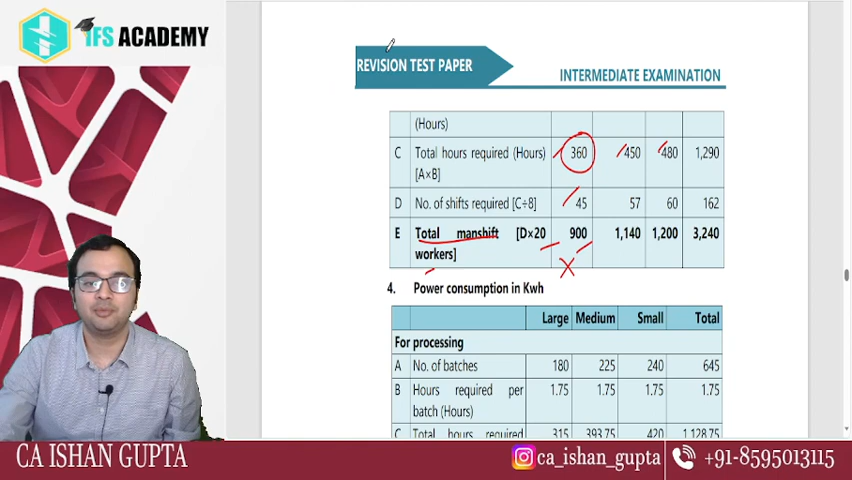 IFS ACADEMY
REVISION TEST PAPER
INTERMEDIATE EXAMINATION
(Hours)
C Total hours required (Hours) [A×B] 360 450 480 1,290
D No. of shifts required [C÷8] 45 57 60 162
E Total manshift [D×20 workers] 900 1,140 1,200 3,240
X
4. Power consumption in Kwh
Large Medium Small Total
For processing
A No. of batches 180 225 240 645
B Hours required per batch (Hours) 1.75 1.75 1.75 1.75
C Total hours required 315 393.75 420 1,128.75
CA ISHAN GUPTA
ca_ishan_gupta
+91-8595013115